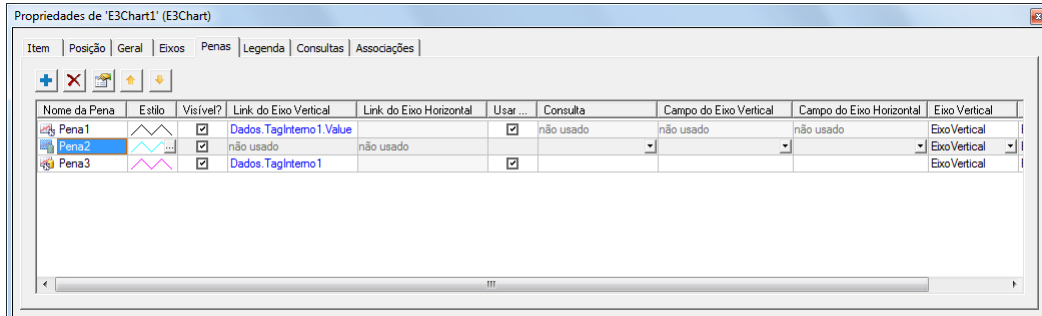 Propriedades de 'E3Chart1' (E3Chart)
Item Posição Geral Eixos Penas Legenda Consultas Associações
Nome da Pena Estilo Visível? Link do Eixo Vertical Link do Eixo Horizontal Usar ... Consulta Campo do Eixo Vertical Campo do Eixo Horizontal Eixo Vertical
Pena1 Dados.TagInterno1.Value não usado não usado não usado EixoVertical
Pena2 ... não usado não usado EixoVertical
Pena3 Dados.TagInterno1 EixoVertical